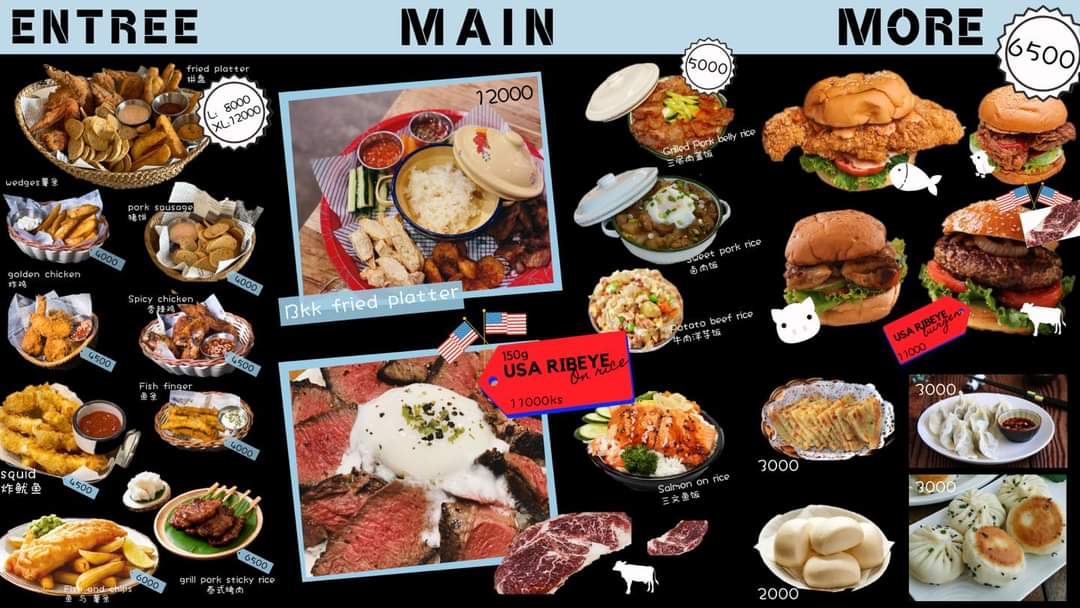 ENTREE
fried platter
拼盘
L: 8000
XL:12000
wedges薯条
4000
pork sausage
猪饼
4000
golden chicken
炸鸡
4500
Spicy chicken
香辣鸡
4500
squid
炸鱿鱼
4500
Fish finger
鱼条
4000
Fish and chips
鱼与薯条
6000
grill pork sticky rice
泰式烤肉
6500
MAIN
12000
Bkk fried platter
150g
USA RIBEYE
On rice
11000ks
5000
Grilled Pork belly rice
三层肉盖饭
Sweet pork rice
卤肉饭
Potato beef rice
牛肉洋芋饭
Salmon on rice
三文鱼饭
MORE
6500
USA RIBEYE
burger
11000
3000
3000
2000
3000